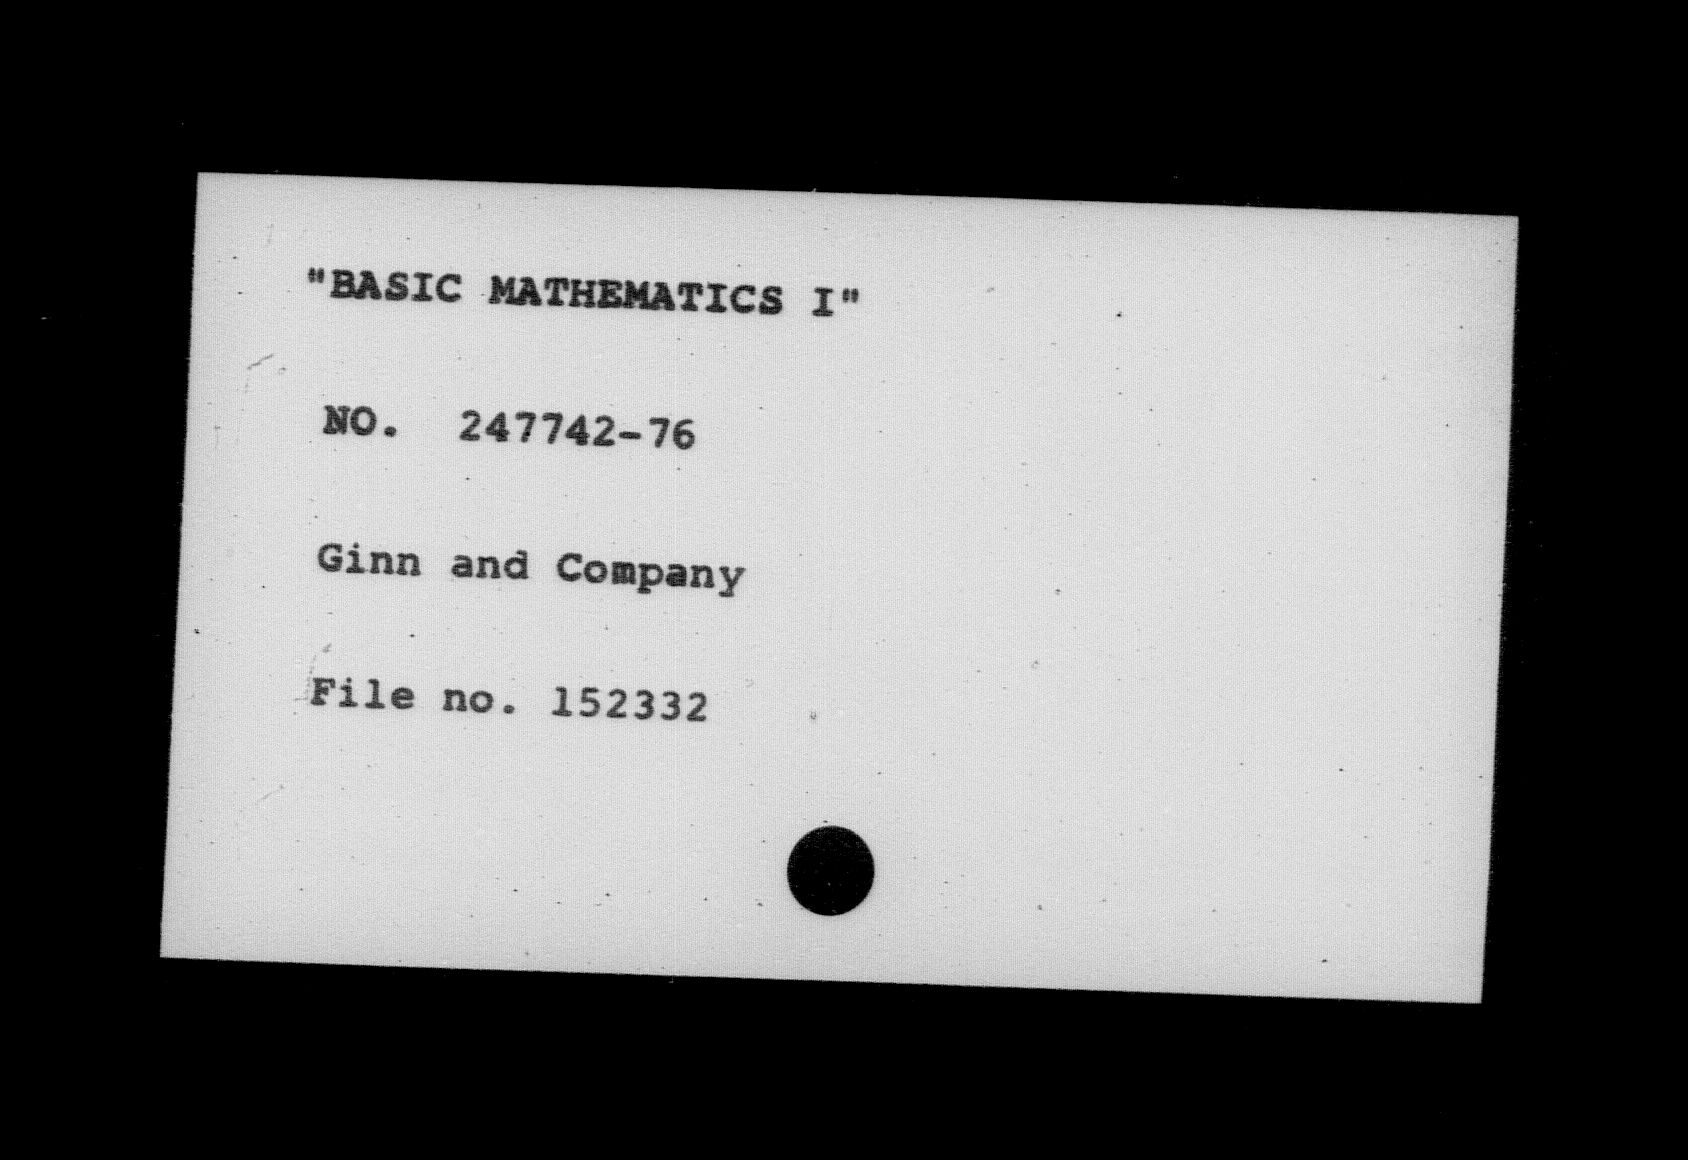 "BASIC MATHEMATICS I"
NO. 247742-76
Ginn and Company
File no. 152332